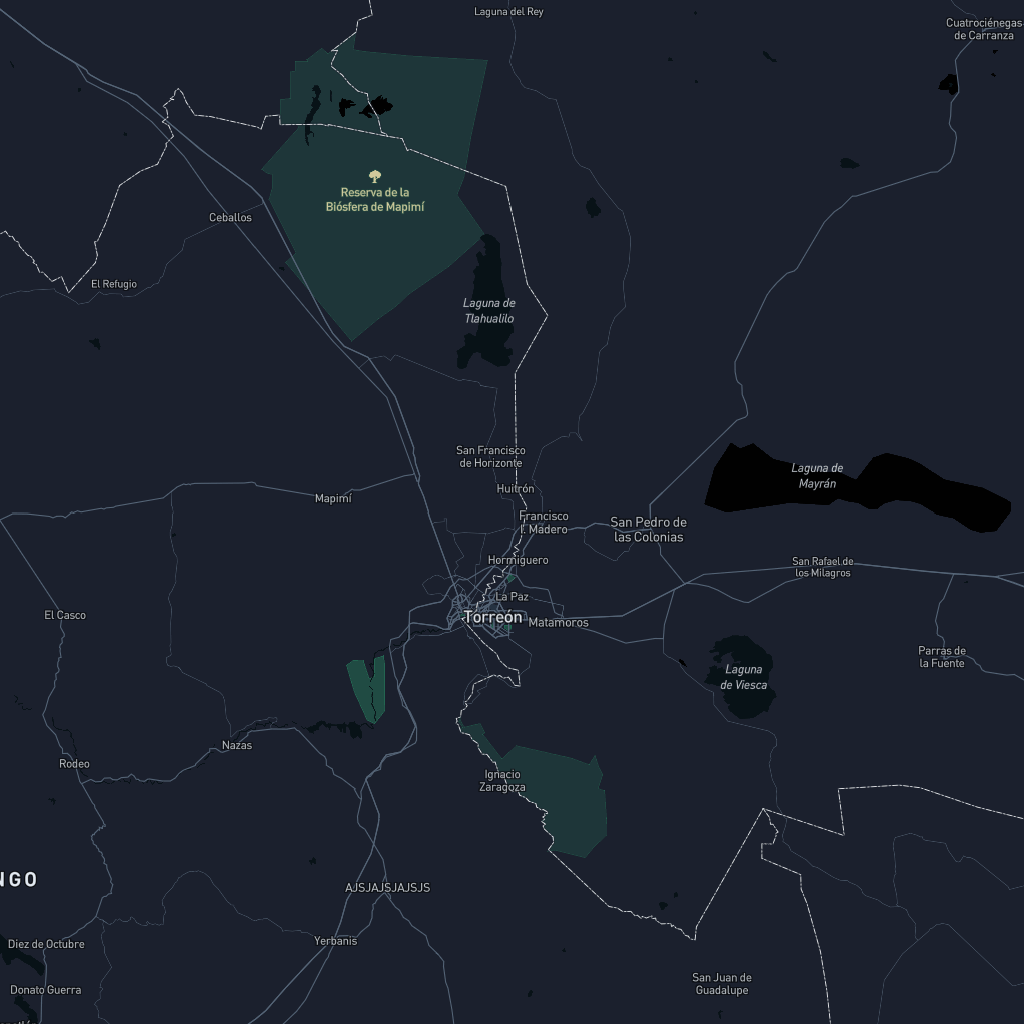 Laguna del Rey
Cuatrociénegas
de Carranza
Reserva de la
Biósfera de Mapimí
Ceballos
El Refugio
Laguna de
Tlahualilo
San Francisco
de Horizonte
Laguna de
Mayrán
Huitrón
Mapimí
Francisco
I. Madero
San Pedro de
las Colonias
Hormiguero
San Rafael de
los Milagros
La Paz
El Casco
Torreón
Matamoros
Parras de
la Fuente
Laguna
de Viesca
Nazas
Rodeo
Ignacio
Zaragoza
NGO
AJSJAJSJAJSJS
Yerbanis
Diez de Octubre
San Juan de
Guadalupe
Donato Guerra